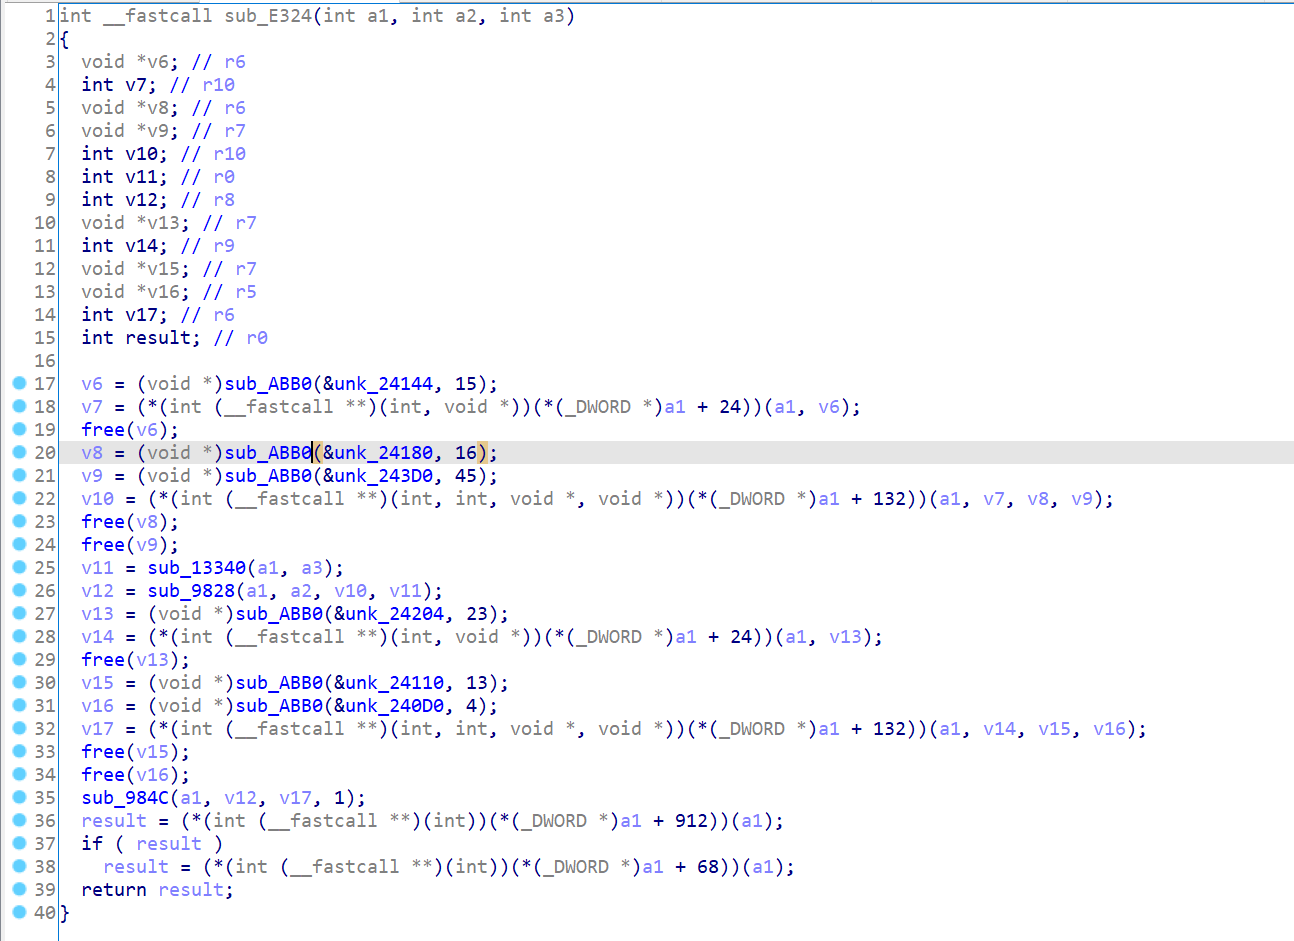 1 int __fastcall sub_E324(int a1, int a2, int a3)
2 {
3   void *v6; // r6
4   int v7; // r10
5   void *v8; // r6
6   void *v9; // r7
7   int v10; // r10
8   int v11; // r0
9   int v12; // r8
10   void *v13; // r7
11   int v14; // r9
12   void *v15; // r7
13   void *v16; // r5
14   int v17; // r6
15   int result; // r0
16
17   v6 = (void *)sub_ABB0(&unk_24144, 15);
18   v7 = (*(int (__fastcall **)(int, void *))(*(_DWORD *)a1 + 24))(a1, v6);
19   free(v6);
20   v8 = (void *)sub_ABB0(&unk_24180, 16);
21   v9 = (void *)sub_ABB0(&unk_243D0, 45);
22   v10 = (*(int (__fastcall **)(int, int, void *, void *))(*(_DWORD *)a1 + 132))(a1, v7, v8, v9);
23   free(v8);
24   free(v9);
25   v11 = sub_13340(a1, a3);
26   v12 = sub_9828(a1, a2, v10, v11);
27   v13 = (void *)sub_ABB0(&unk_24204, 23);
28   v14 = (*(int (__fastcall **)(int, void *))(*(_DWORD *)a1 + 24))(a1, v13);
29   free(v13);
30   v15 = (void *)sub_ABB0(&unk_24110, 13);
31   v16 = (void *)sub_ABB0(&unk_240D0, 4);
32   v17 = (*(int (__fastcall **)(int, int, void *, void *))(*(_DWORD *)a1 + 132))(a1, v14, v15, v16);
33   free(v15);
34   free(v16);
35   sub_984C(a1, v12, v17, 1);
36   result = (*(int (__fastcall **)(int))(*(_DWORD *)a1 + 912))(a1);
37   if ( result )
38     result = (*(int (__fastcall **)(int))(*(_DWORD *)a1 + 68))(a1);
39   return result;
40 }